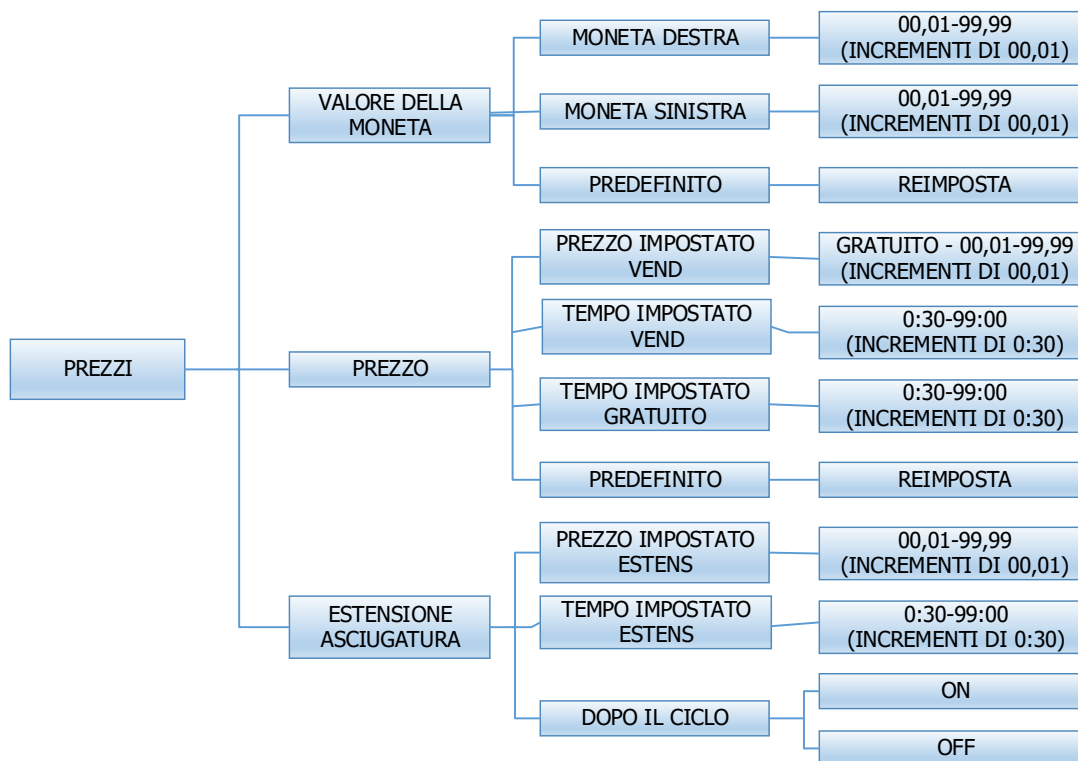 MONETA DESTRA
00,01-99,99
(INCREMENTI DI 00,01)
VALORE DELLA
MONETA
MONETA SINISTRA
00,01-99,99
(INCREMENTI DI 00,01)
PREDEFINITO
REIMPOSTA
PREZZO IMPOSTATO
VEND
GRATUITO - 00,01-99,99
(INCREMENTI DI 00,01)
TEMPO IMPOSTATO
VEND
0:30-99:00
(INCREMENTI DI 0:30)
PREZZI
PREZZO
TEMPO IMPOSTATO
GRATUITO
0:30-99:00
(INCREMENTI DI 0:30)
PREDEFINITO
REIMPOSTA
PREZZO IMPOSTATO
ESTENS
00,01-99,99
(INCREMENTI DI 00,01)
ESTENSIONE
ASCIUGATURA
TEMPO IMPOSTATO
ESTENS
0:30-99:00
(INCREMENTI DI 0:30)
DOPO IL CICLO
ON
OFF